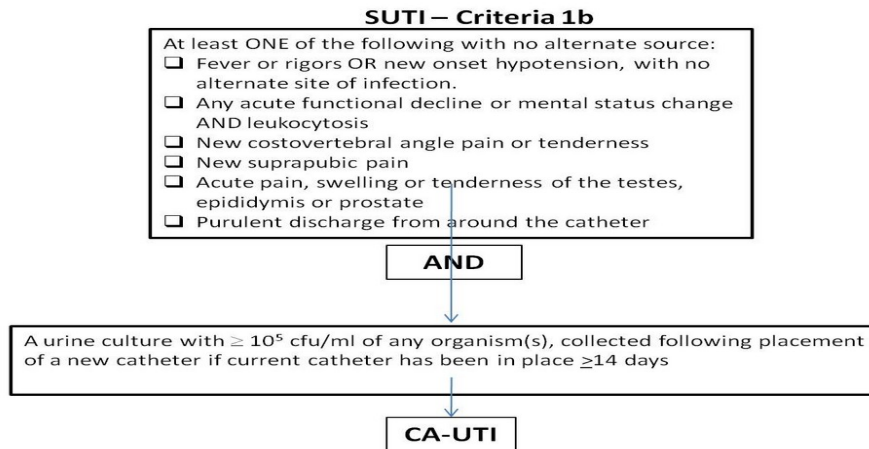 SUTI – Criteria 1b
At least ONE of the following with no alternate source:
❑ Fever or rigors OR new onset hypotension, with no
alternate site of infection.
❑ Any acute functional decline or mental status change
AND leukocytosis
❑ New costovertebral angle pain or tenderness
❑ New suprapubic pain
❑ Acute pain, swelling or tenderness of the testes,
epididymis or prostate
❑ Purulent discharge from around the catheter
AND
A urine culture with ≥ 10⁵ cfu/ml of any organism(s), collected following placement
of a new catheter if current catheter has been in place ≥14 days
CA-UTI